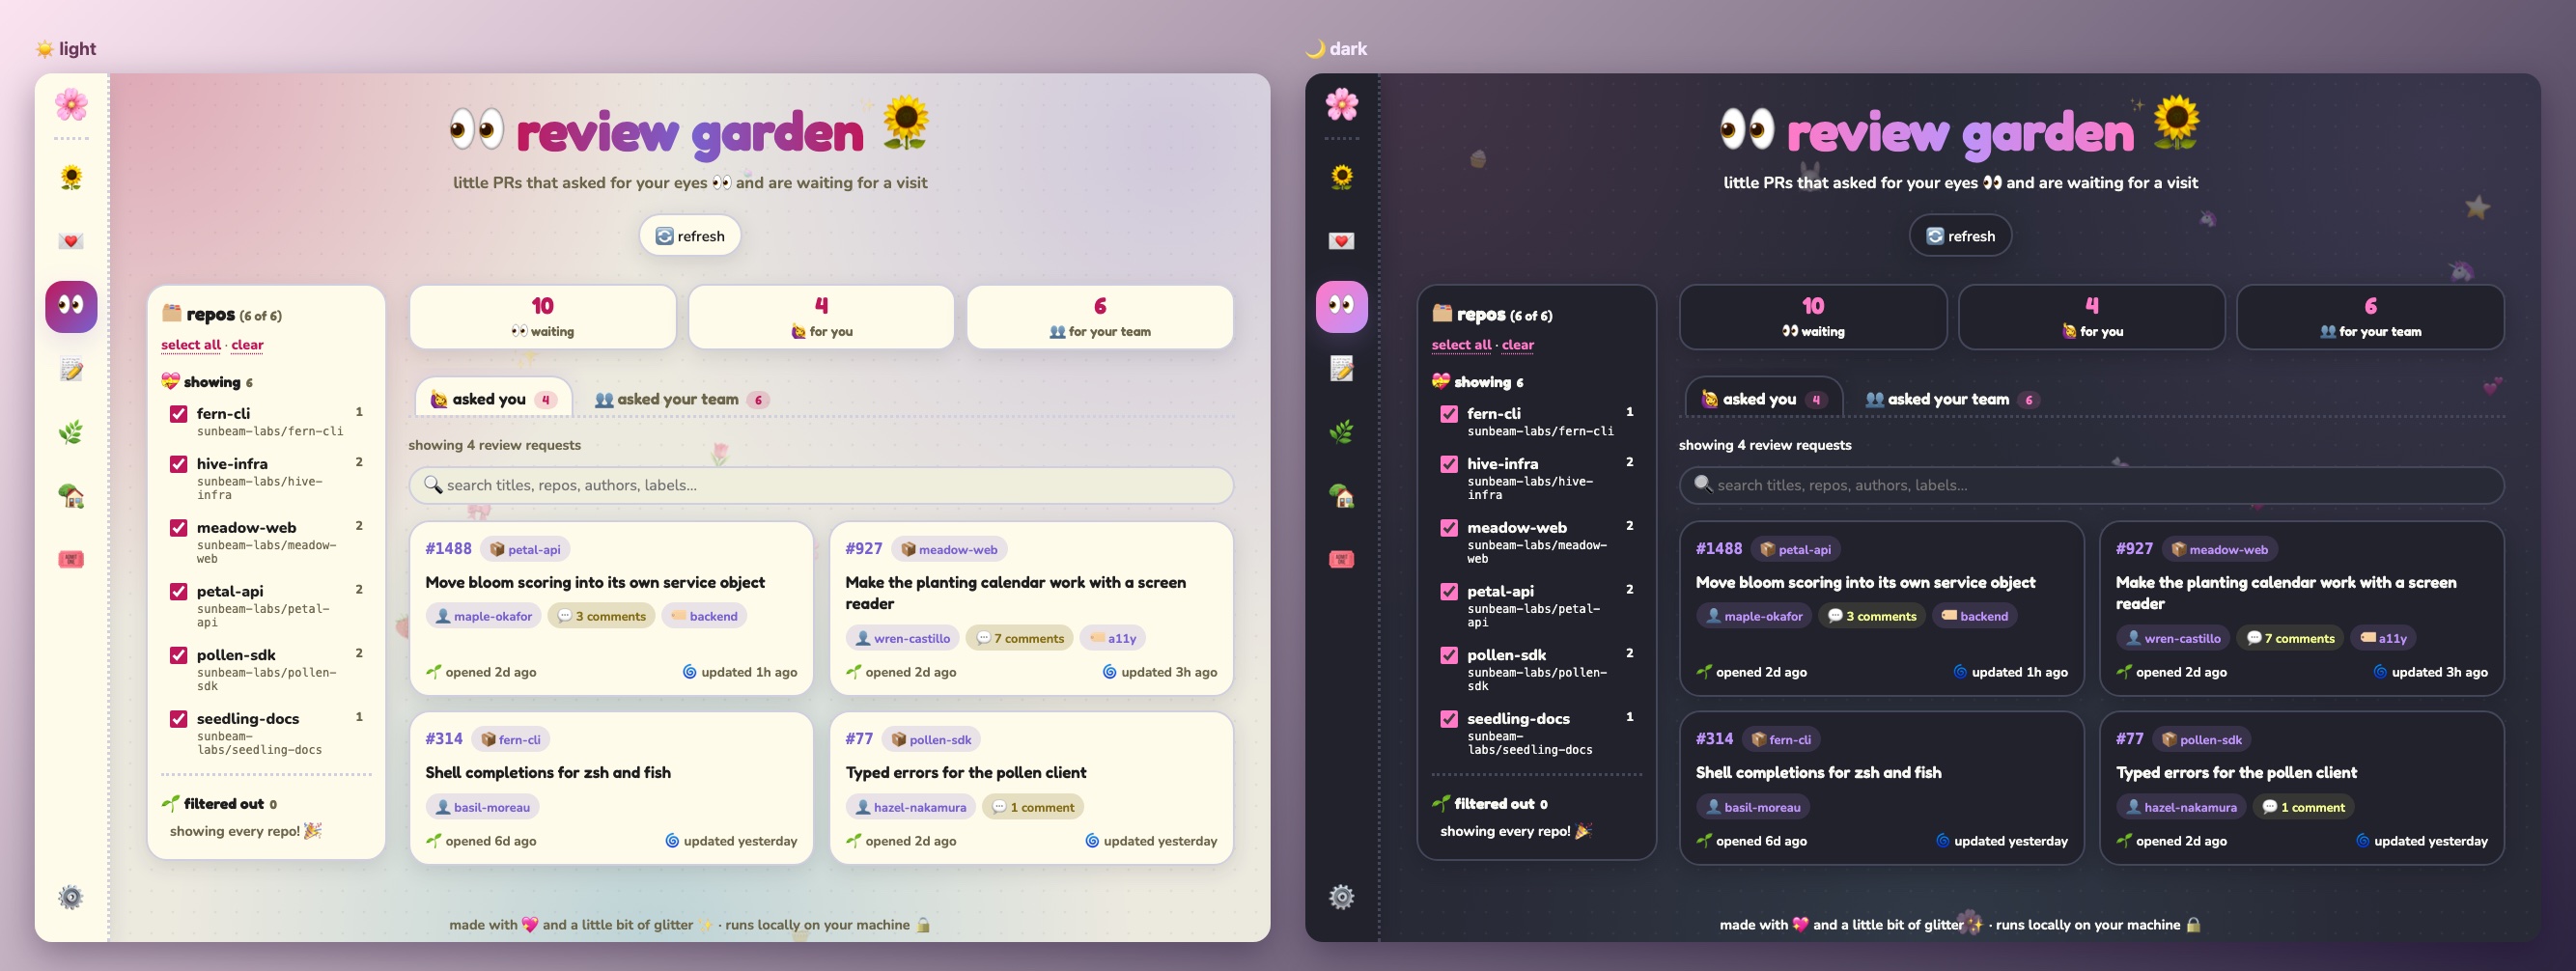 light
review garden
little PRs that asked for your eyes 👀 and are waiting for a visit
refresh
repos (6 of 6)
select all · clear
showing 6
fern-cli 1
sunbeam-labs/fern-cli
hive-infra 2
sunbeam-labs/hive-
infra
meadow-web 2
sunbeam-labs/meadow-
web
petal-api 2
sunbeam-labs/petal-
api
pollen-sdk 2
sunbeam-labs/pollen-
sdk
seedling-docs 1
sunbeam-
labs/seedling-docs
filtered out 0
showing every repo!
10
waiting
4
for you
6
for your team
asked you 4
asked your team 6
showing 4 review requests
search titles, repos, authors, labels...
#1488 petal-api
Move bloom scoring into its own service object
maple-okafor 3 comments backend
opened 2d ago updated 1h ago
#927 meadow-web
Make the planting calendar work with a screen
reader
wren-castillo 7 comments a11y
opened 2d ago updated 3h ago
#314 fern-cli
Shell completions for zsh and fish
basil-moreau
opened 6d ago updated yesterday
#77 pollen-sdk
Typed errors for the pollen client
hazel-nakamura 1 comment
opened 2d ago updated yesterday
made with 💖 and a little bit of glitter ✨ · runs locally on your machine
dark
review garden
little PRs that asked for your eyes 👀 and are waiting for a visit
refresh
repos (6 of 6)
select all · clear
showing 6
fern-cli 1
sunbeam-labs/fern-cli
hive-infra 2
sunbeam-labs/hive-
infra
meadow-web 2
sunbeam-labs/meadow-
web
petal-api 2
sunbeam-labs/petal-
api
pollen-sdk 2
sunbeam-labs/pollen-
sdk
seedling-docs 1
sunbeam-
labs/seedling-docs
filtered out 0
showing every repo!
10
waiting
4
for you
6
for your team
asked you 4
asked your team 6
showing 4 review requests
search titles, repos, authors, labels...
#1488 petal-api
Move bloom scoring into its own service object
maple-okafor 3 comments backend
opened 2d ago updated 1h ago
#927 meadow-web
Make the planting calendar work with a screen
reader
wren-castillo 7 comments a11y
opened 2d ago updated 3h ago
#314 fern-cli
Shell completions for zsh and fish
basil-moreau
opened 6d ago updated yesterday
#77 pollen-sdk
Typed errors for the pollen client
hazel-nakamura 1 comment
opened 2d ago updated yesterday
made with 💖 and a little bit of glitter ✨ · runs locally on your machine